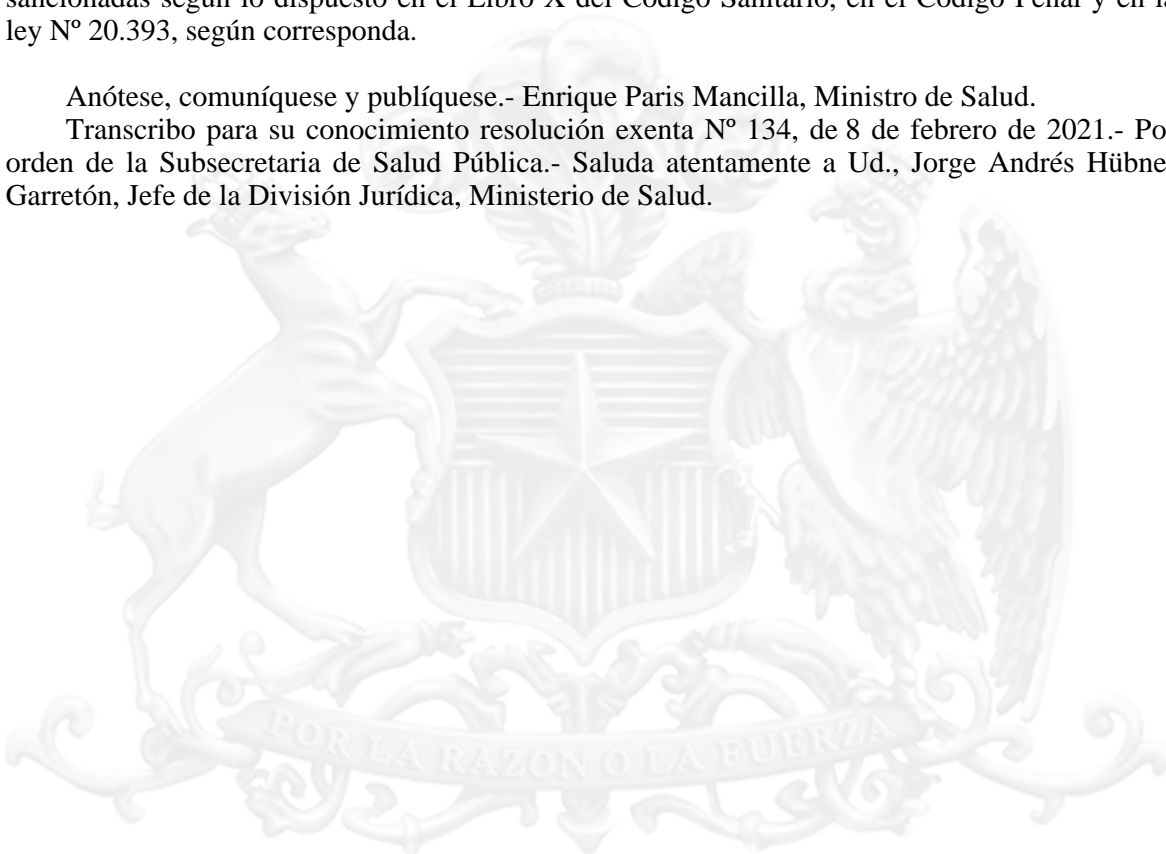 sancionadas según lo dispuesto en el Libro X del Código Sanitario, en el Código Penal y en la
ley Nº 20.393, según corresponda.
Anótese, comuníquese y publíquese.- Enrique Paris Mancilla, Ministro de Salud.
Transcribo para su conocimiento resolución exenta Nº 134, de 8 de febrero de 2021.- Po
orden de la Subsecretaria de Salud Pública.- Saluda atentamente a Ud., Jorge Andrés Hübne
Garretón, Jefe de la División Jurídica, Ministerio de Salud.
POR LA RAZON O LA FUERZA